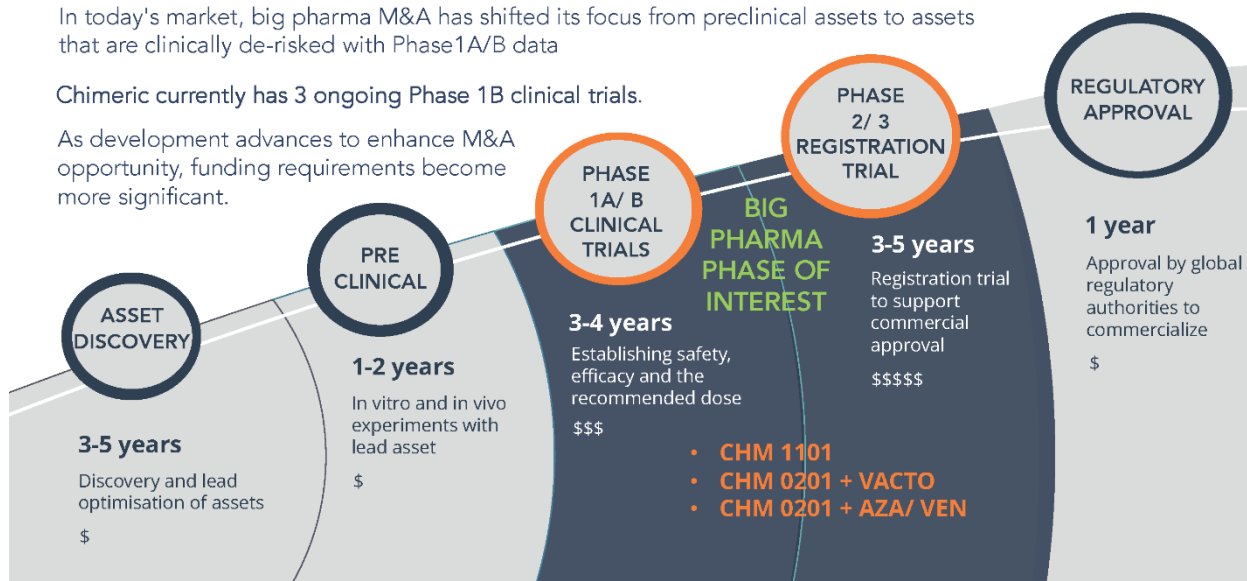 In today's market, big pharma M&A has shifted its focus from preclinical assets to assets
that are clinically de-risked with Phase1A/B data
Chimeric currently has 3 ongoing Phase 1B clinical trials.
As development advances to enhance M&A
opportunity, funding requirements become
more significant.
ASSET
DISCOVERY
3-5 years
Discovery and lead
optimisation of assets
$
PRE
CLINICAL
1-2 years
In vitro and in vivo
experiments with
lead asset
$
PHASE
1A/ B
CLINICAL
TRIALS
3-4 years
Establishing safety,
efficacy and the
recommended dose
$$$
BIG
PHARMA
PHASE OF
INTEREST
PHASE
2/ 3
REGISTRATION
TRIAL
3-5 years
Registration trial
to support
commercial
approval
$$$$$
• CHM 1101
• CHM 0201 + VACTO
• CHM 0201 + AZA/ VEN
REGULATORY
APPROVAL
1 year
Approval by global
regulatory
authorities to
commercialize
$